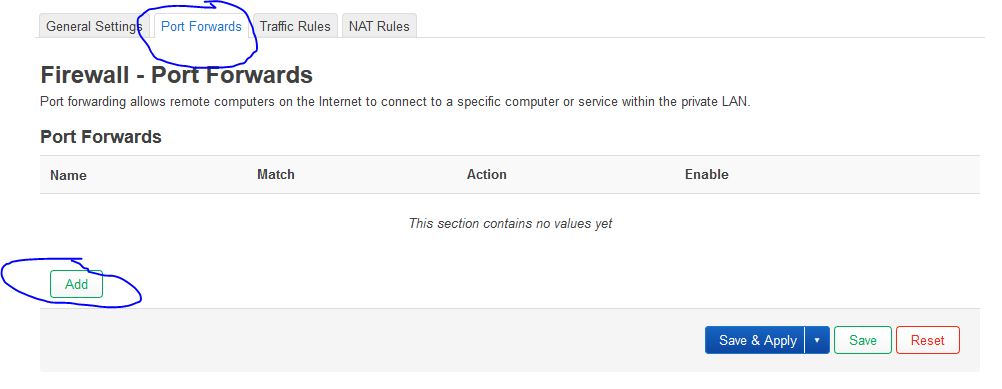 General Settings Port Forwards Traffic Rules NAT Rules
Firewall - Port Forwards
Port forwarding allows remote computers on the Internet to connect to a specific computer or service within the private LAN.
Port Forwards
Name Match Action Enable
This section contains no values yet
Add
Save & Apply Save Reset